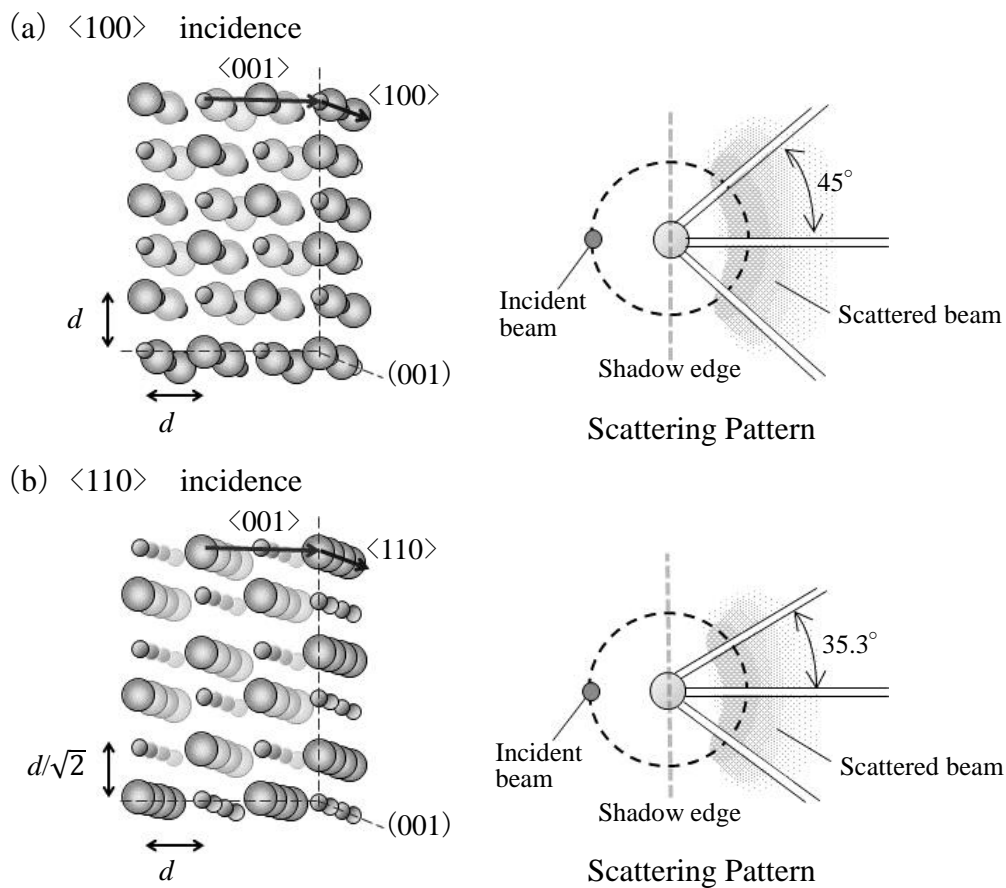 (a) <100> incidence
<001>
<100>
d
d
(001)
45°
Incident
beam
Scattered beam
Shadow edge
Scattering Pattern
(b) <110> incidence
<001>
<110>
d/√2
d
(001)
35.3°
Incident
beam
Scattered beam
Shadow edge
Scattering Pattern